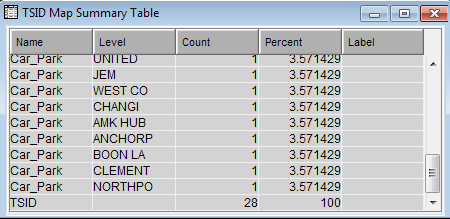 TSID Map Summary Table
Name Level Count Percent Label
Car_Park UNITED 1 3.571429
Car_Park JEM 1 3.571429
Car_Park WEST CO 1 3.571429
Car_Park CHANGI 1 3.571429
Car_Park AMK HUB 1 3.571429
Car_Park ANCHORP 1 3.571429
Car_Park BOON LA 1 3.571429
Car_Park CLEMENT 1 3.571429
Car_Park NORTHPO 1 3.571429
TSID 28 100